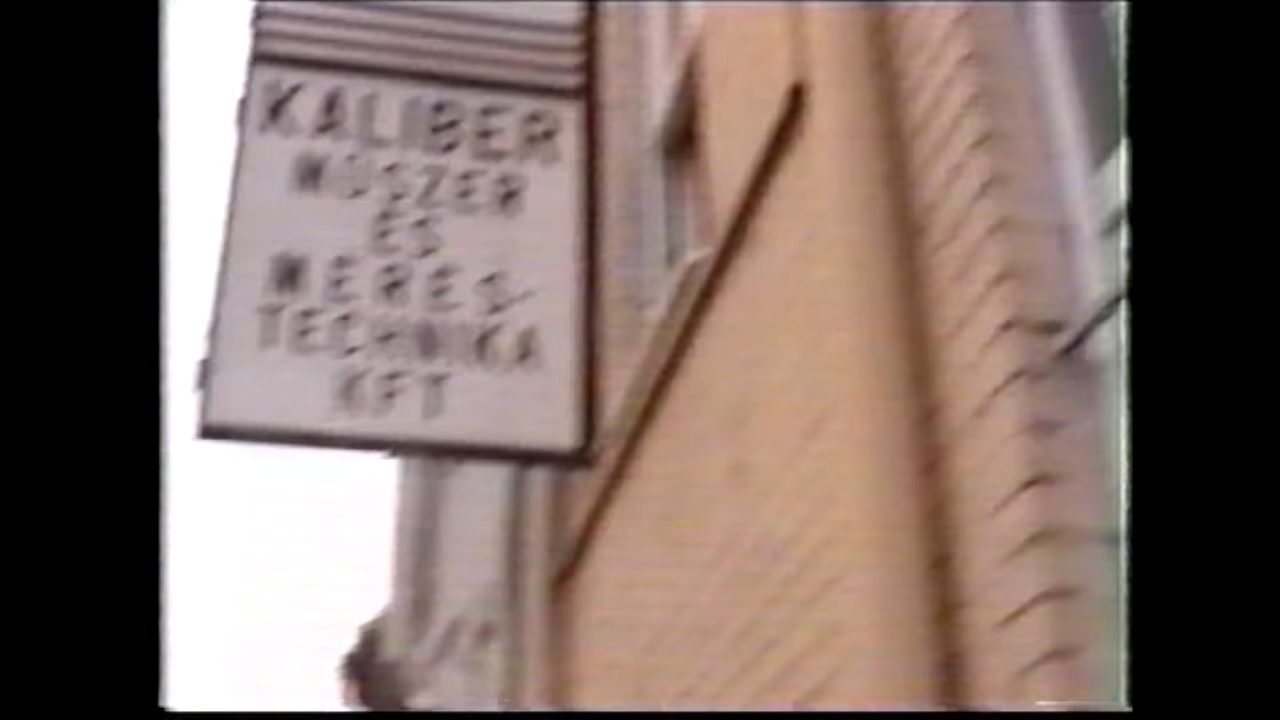 KALIBER
MŰSZER
ÉS
MÉRÉS-
TECHNIKA
KFT